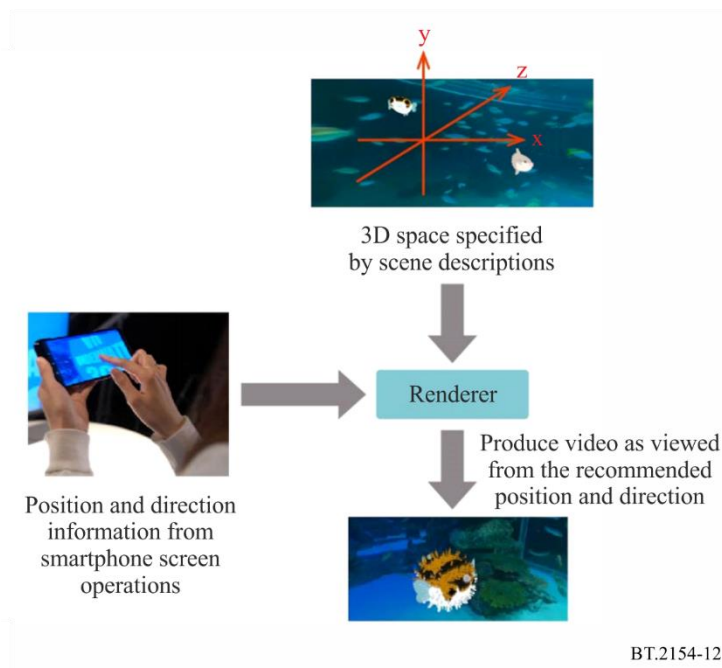 y
z
x
3D space specified
by scene descriptions
Renderer
Produce video as viewed
from the recommended
position and direction
Position and direction
information from
smartphone screen
operations
BT.2154-12